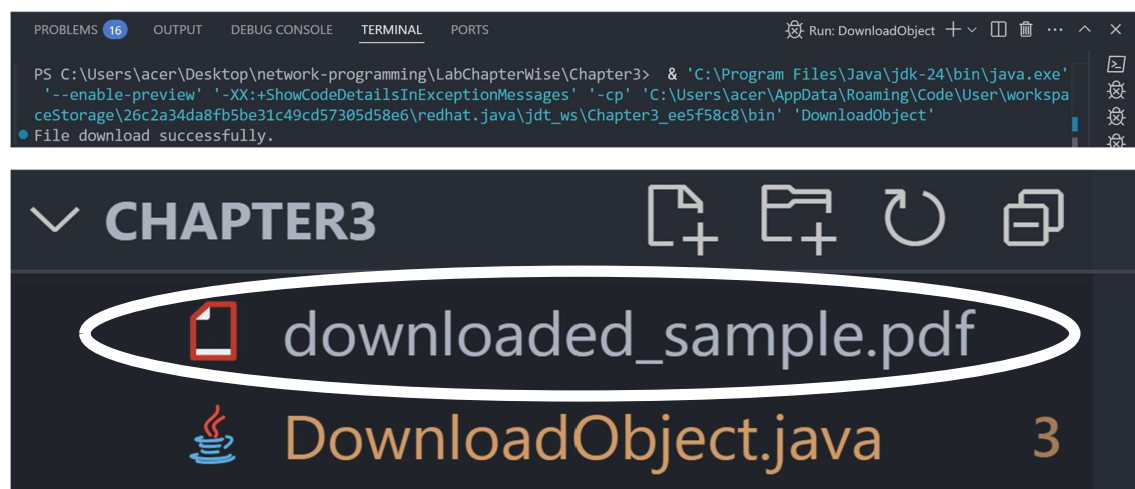 PROBLEMS 16 OUTPUT DEBUG CONSOLE TERMINAL PORTS Run: DownloadObject
PS C:\Users\acer\Desktop\network-programming\LabChapterWise\Chapter3> & 'C:\Program Files\Java\jdk-24\bin\java.exe'
'--enable-preview' '-XX:+ShowCodeDetailsInExceptionMessages' '-cp' 'C:\Users\acer\AppData\Roaming\Code\User\workspa
ceStorage\26c2a34da8fb5be31c49cd57305d58e6\redhat.java\jdt_ws\Chapter3_ee5f58c8\bin' 'DownloadObject'
File download successfully.
CHAPTER3
downloaded_sample.pdf
DownloadObject.java 3